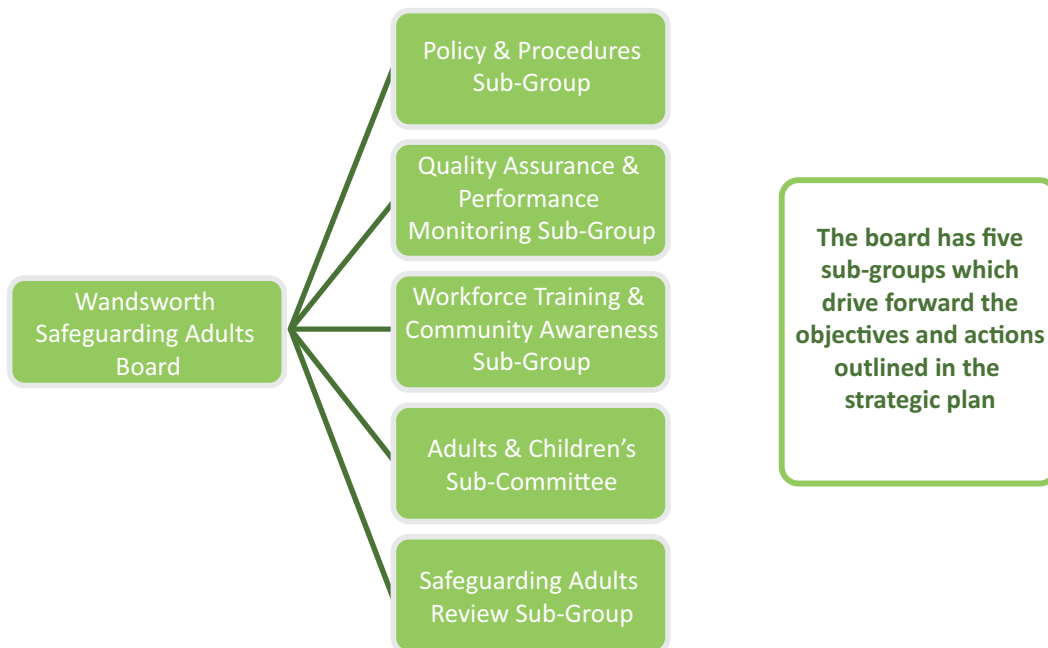 Policy & Procedures
Sub-Group
Quality Assurance &
Performance
Monitoring Sub-Group
Wandsworth
Safeguarding Adults
Board
Workforce Training &
Community Awareness
Sub-Group
Adults & Children’s
Sub-Committee
Safeguarding Adults
Review Sub-Group
The board has five
sub-groups which
drive forward the
objectives and actions
outlined in the
strategic plan